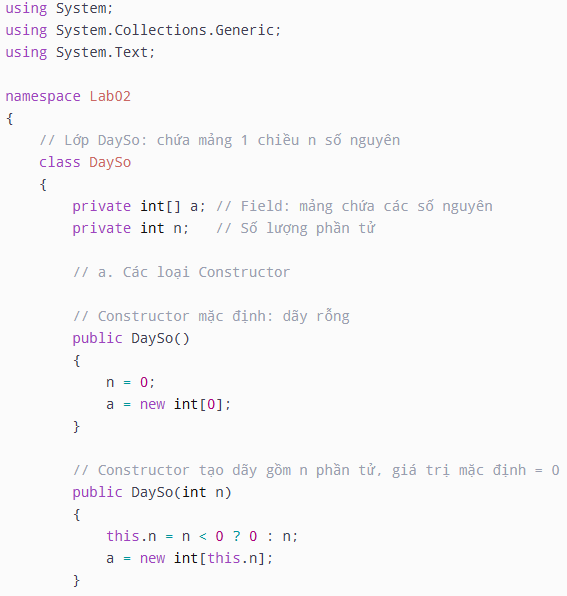 using System;
using System.Collections.Generic;
using System.Text;

namespace Lab02
{
    // Lớp DaySo: chứa mảng 1 chiều n số nguyên
    class DaySo
    {
        private int[] a; // Field: mảng chứa các số nguyên
        private int n;   // Số lượng phần tử

        // a. Các loại Constructor

        // Constructor mặc định: dãy rỗng
        public DaySo()
        {
            n = 0;
            a = new int[0];
        }

        // Constructor tạo dãy gồm n phần tử, giá trị mặc định = 0
        public DaySo(int n)
        {
            this.n = n < 0 ? 0 : n;
            a = new int[this.n];
        }